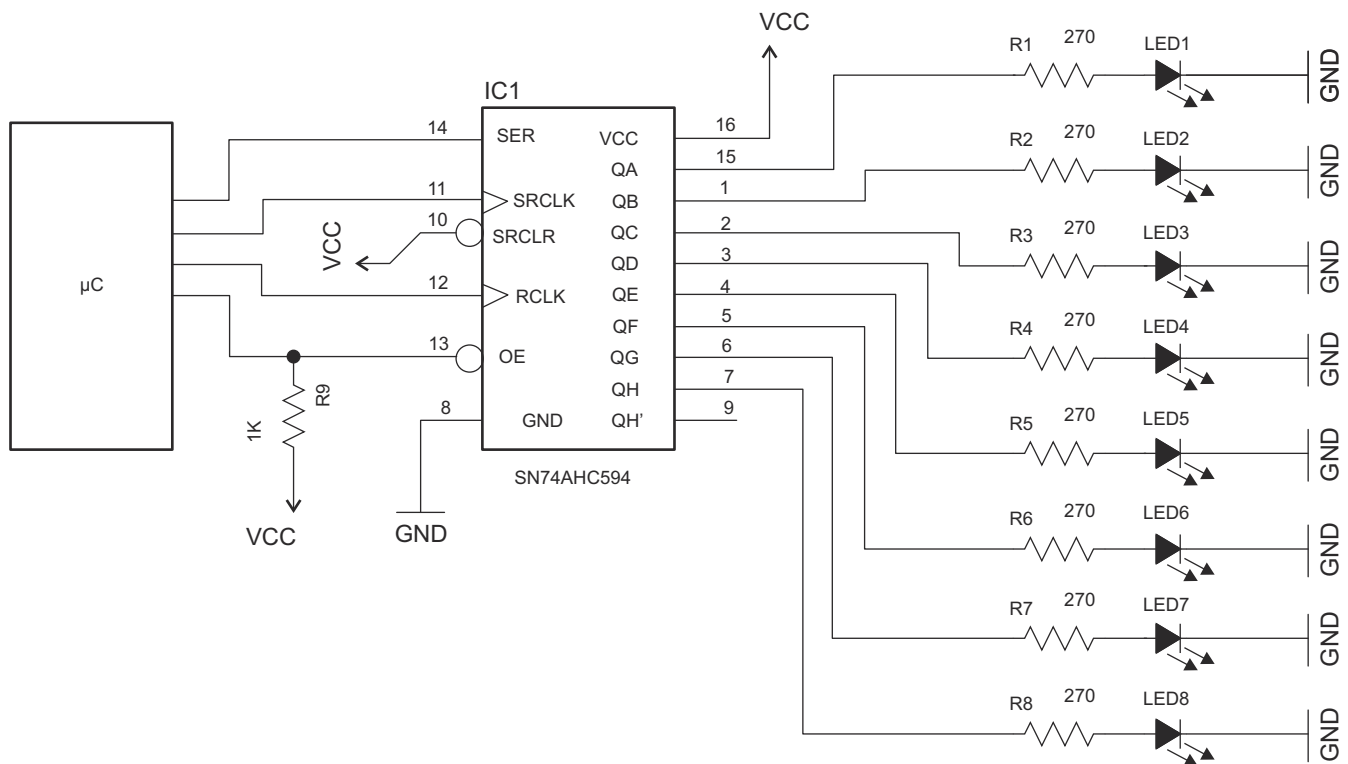 VCC
IC1
μC
14
SER
11
SRCLK
10
SRCLR
VCC
12
RCLK
13
OE
R9
1K
VCC
8
GND
GND
SN74AHC594
VCC
16
QA
15
QB
1
QC
2
QD
3
QE
4
QF
5
QG
6
QH
7
QH'
9
R1
270
LED1
GND
R2
270
LED2
GND
R3
270
LED3
GND
R4
270
LED4
GND
R5
270
LED5
GND
R6
270
LED6
GND
R7
270
LED7
GND
R8
270
LED8
GND